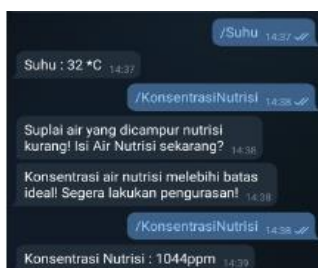 /Suhu 14:37
Suhu : 32 *C 14:37
/KonsentrasiNutrisi 14:38
Suplai air yang dicampur nutrisi
kurang! Isi Air Nutrisi sekarang? 14:38
Konsentrasi air nutrisi melebihi batas
ideal! Segera lakukan pengurasan! 14:38
/KonsentrasiNutrisi 14:38
Konsentrasi Nutrisi : 1044ppm 14:39